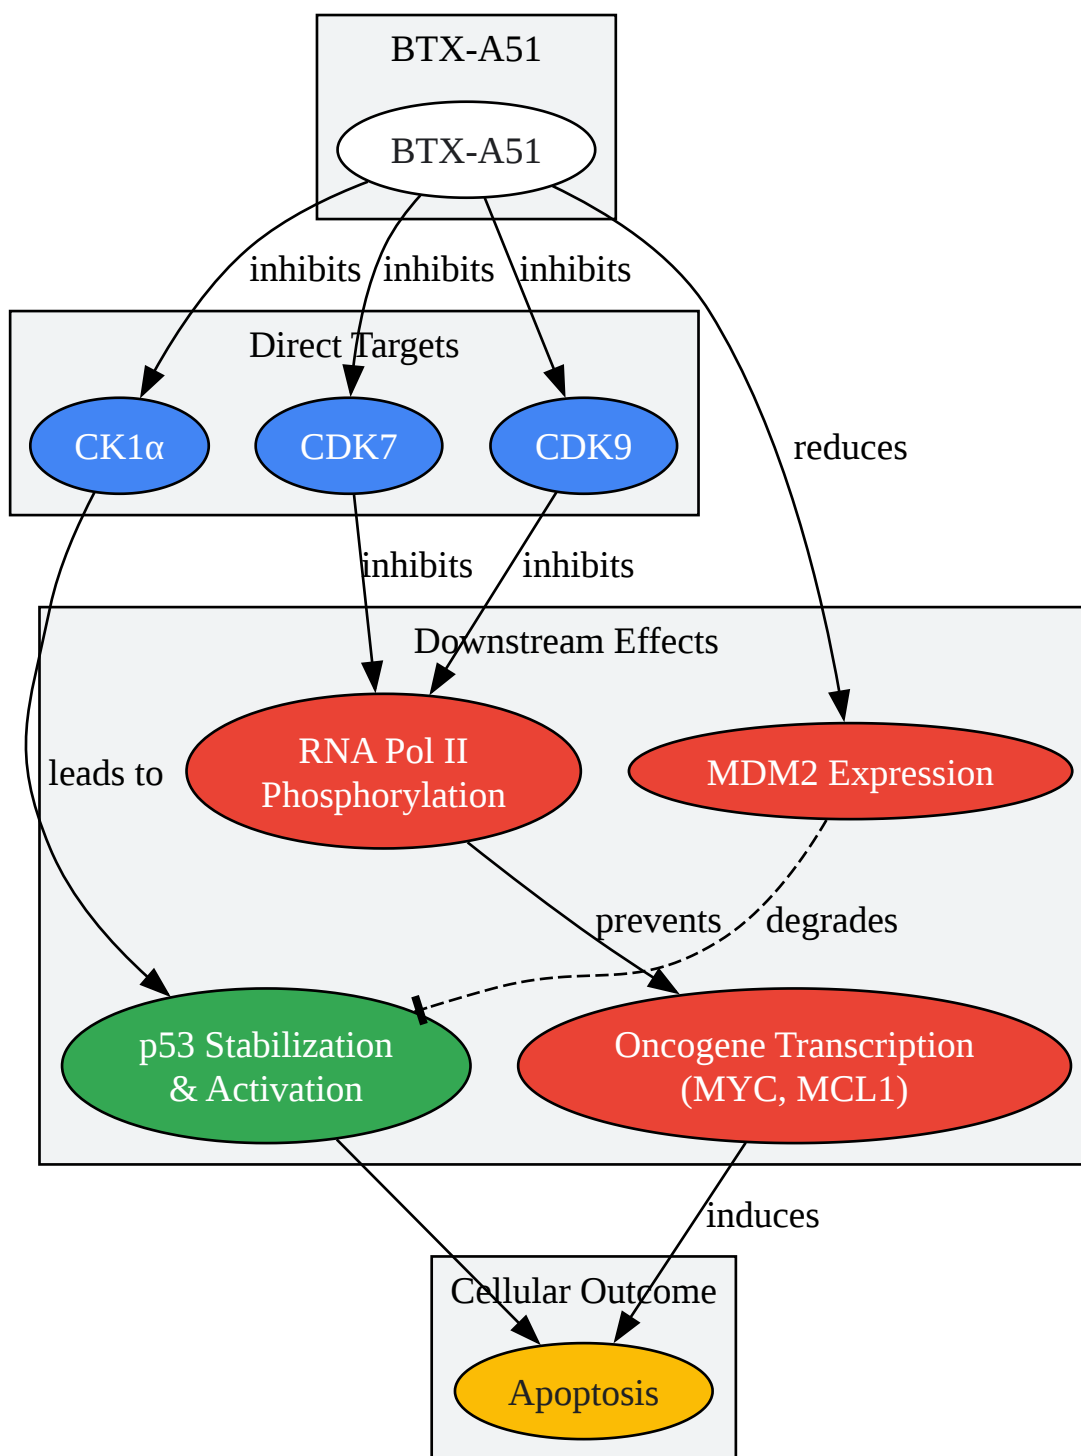 BTX-A51
BTX-A51
inhibits
inhibits
inhibits
Direct Targets
CK1α
CDK7
CDK9
reduces
inhibits
inhibits
Downstream Effects
leads to
RNA Pol II
Phosphorylation
MDM2 Expression
prevents
degrades
p53 Stabilization
& Activation
Oncogene Transcription
(MYC, MCL1)
induces
Cellular Outcome
Apoptosis